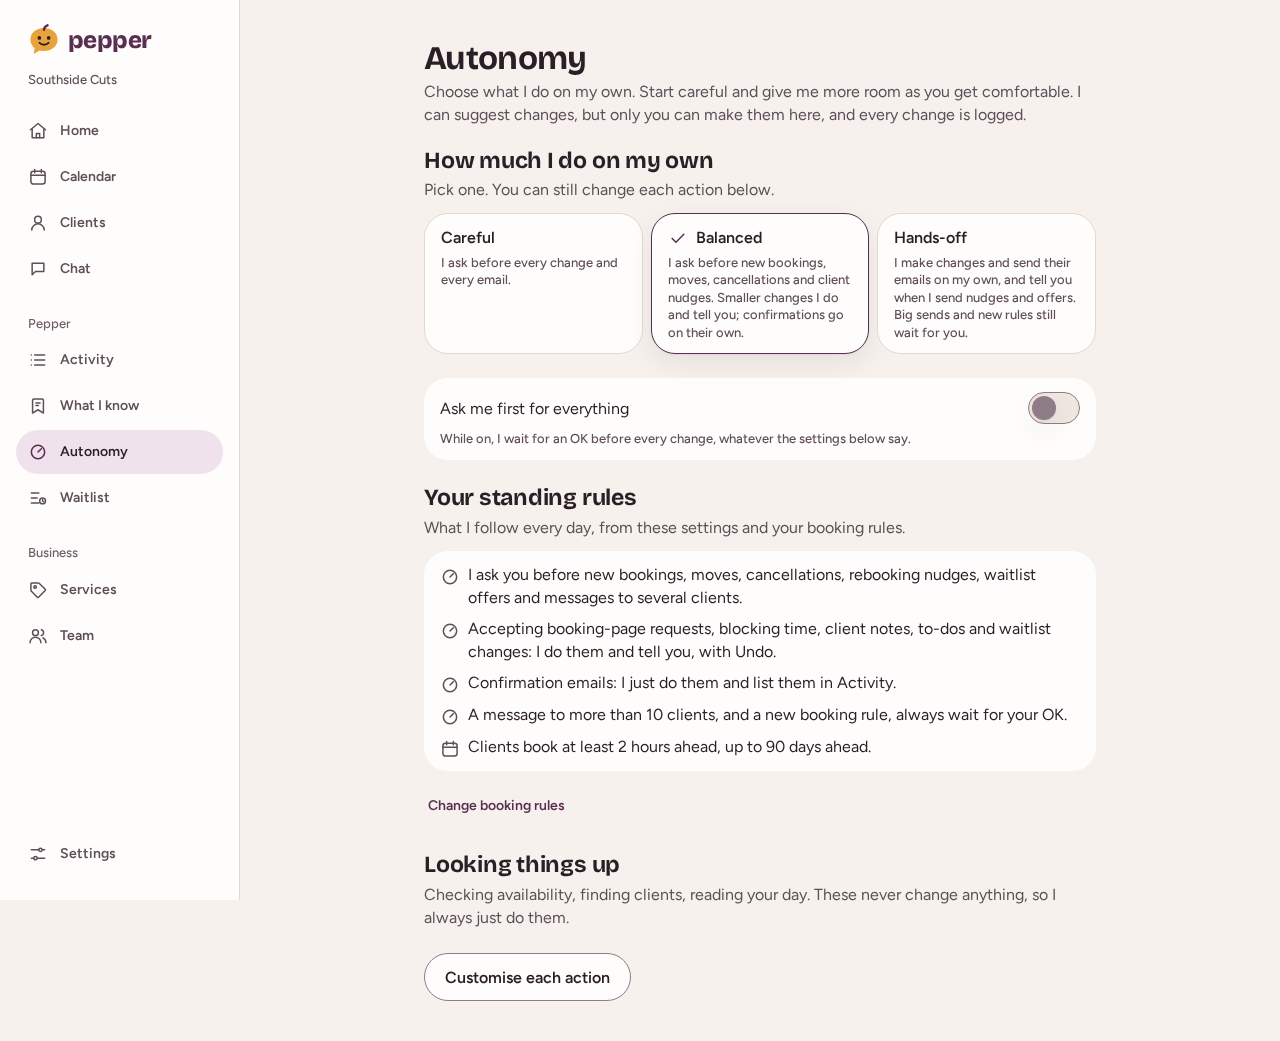 pepper
Southside Cuts
Home
Calendar
Clients
Chat
Pepper
Activity
What I know
Autonomy
Waitlist
Business
Services
Team
Settings
Autonomy
Choose what I do on my own. Start careful and give me more room as you get comfortable. I
can suggest changes, but only you can make them here, and every change is logged.
How much I do on my own
Pick one. You can still change each action below.
Careful
I ask before every change and
every email.
Balanced
I ask before new bookings,
moves, cancellations and client
nudges. Smaller changes I do
and tell you; confirmations go
on their own.
Hands-off
I make changes and send their
emails on my own, and tell you
when I send nudges and offers.
Big sends and new rules still
wait for you.
Ask me first for everything
While on, I wait for an OK before every change, whatever the settings below say.
Your standing rules
What I follow every day, from these settings and your booking rules.
I ask you before new bookings, moves, cancellations, rebooking nudges, waitlist
offers and messages to several clients.
Accepting booking-page requests, blocking time, client notes, to-dos and waitlist
changes: I do them and tell you, with Undo.
Confirmation emails: I just do them and list them in Activity.
A message to more than 10 clients, and a new booking rule, always wait for your OK.
Clients book at least 2 hours ahead, up to 90 days ahead.
Change booking rules
Looking things up
Checking availability, finding clients, reading your day. These never change anything, so I
always just do them.
Customise each action